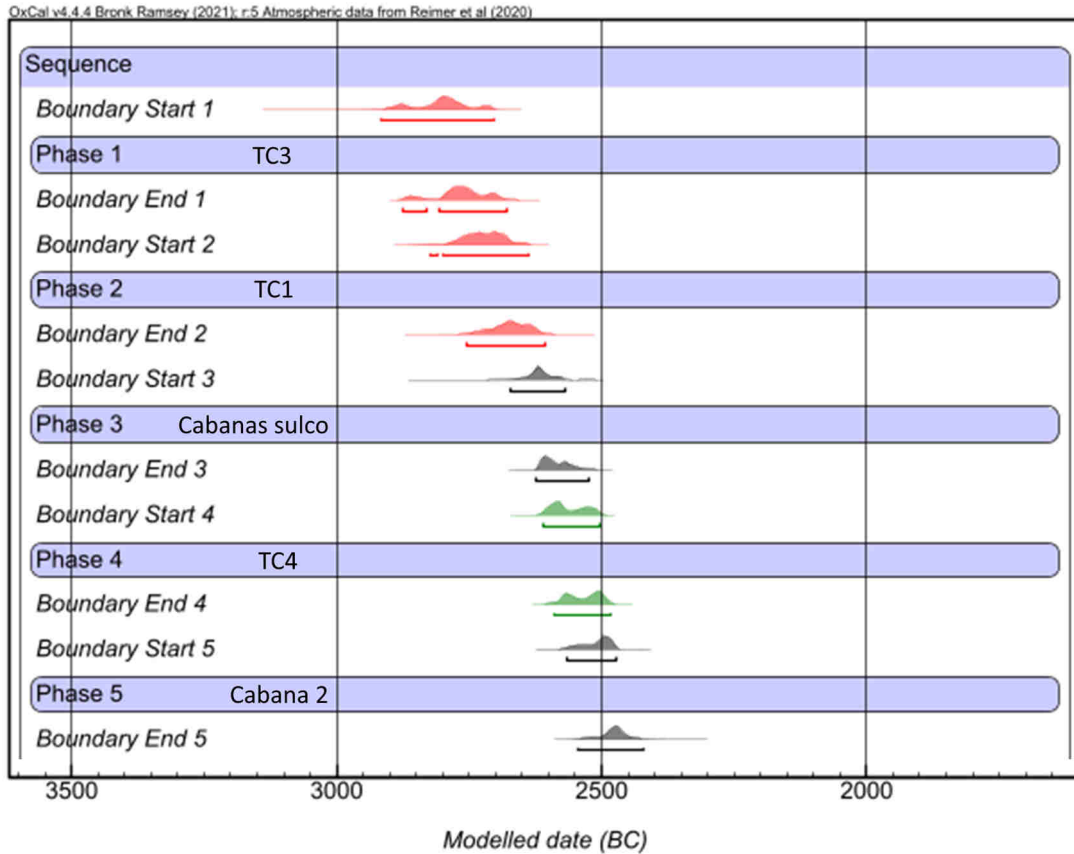 OxCal v4.4.4 Bronk Ramsey (2021); r:5 Atmospheric data from Reimer et al (2020)
Sequence
Boundary Start 1
Phase 1 TC3
Boundary End 1
Boundary Start 2
Phase 2 TC1
Boundary End 2
Boundary Start 3
Phase 3 Cabanas sulco
Boundary End 3
Boundary Start 4
Phase 4 TC4
Boundary End 4
Boundary Start 5
Phase 5 Cabana 2
Boundary End 5
3500 3000 2500 2000
Modelled date (BC)